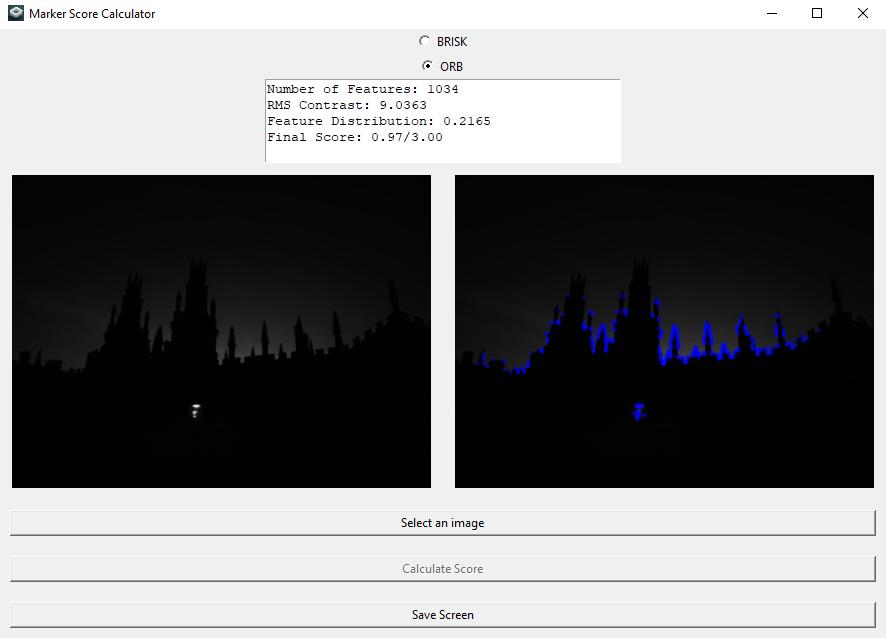 Marker Score Calculator
BRISK
ORB
Number of Features: 1034
RMS Contrast: 9.0363
Feature Distribution: 0.2165
Final Score: 0.97/3.00
Select an image
Calculate Score
Save Screen